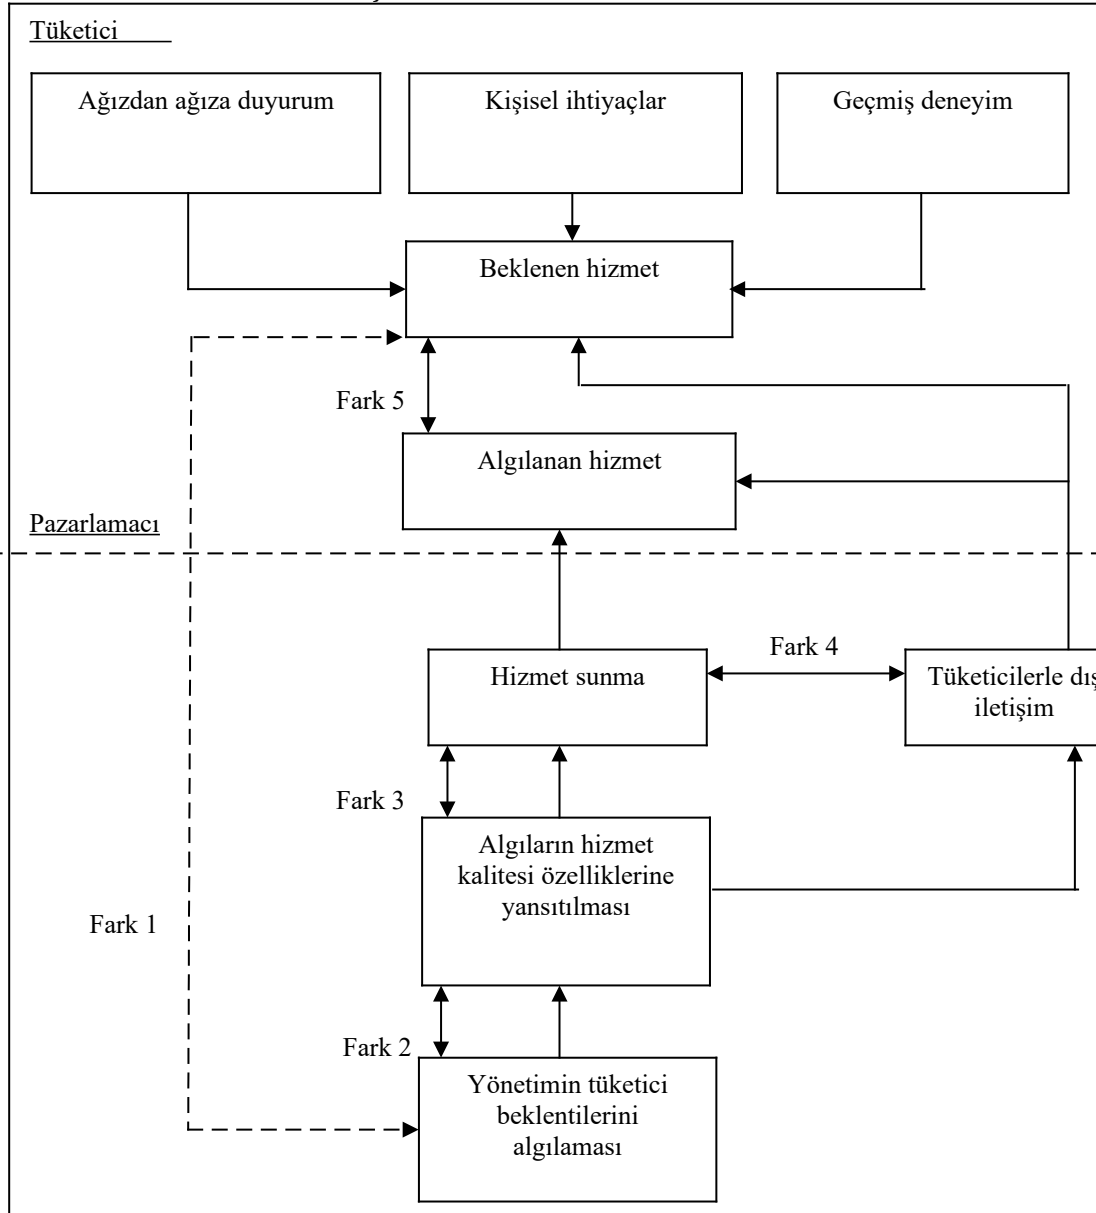 Tüketici
Ağızdan ağıza duyurum
Kişisel ihtiyaçlar
Geçmiş deneyim
Beklenen hizmet
Fark 5
Algılanan hizmet
Pazarlamacı
Fark 4
Hizmet sunma
Tüketicilerle dış
iletişim
Fark 3
Algıların hizmet
kalitesi özelliklerine
yansıtılması
Fark 1
Fark 2
Yönetimin tüketici
beklentilerini
algılaması